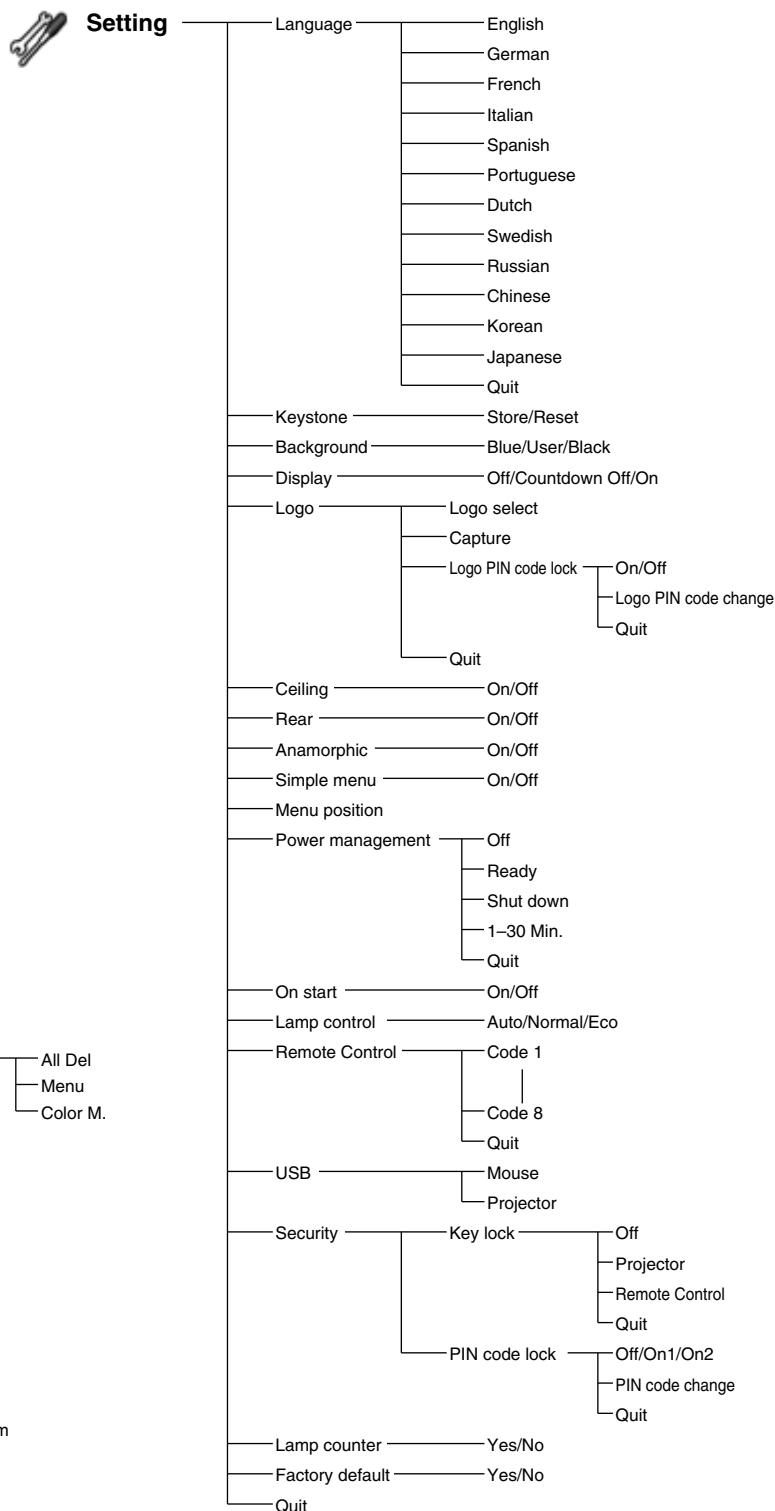 Setting
Language
English
German
French
Italian
Spanish
Portuguese
Dutch
Swedish
Russian
Chinese
Korean
Japanese
Quit
Keystone Store/Reset
Background Blue/User/Black
Display Off/Countdown Off/On
Logo
Logo select
Capture
Logo PIN code lock
On/Off
Logo PIN code change
Quit
Quit
Ceiling On/Off
Rear On/Off
Anamorphic On/Off
Simple menu On/Off
Menu position
Power management
Off
Ready
Shut down
1–30 Min.
Quit
On start On/Off
Lamp control Auto/Normal/Eco
Remote Control
Code 1
Code 8
Quit
All Del
Menu
Color M.
USB
Mouse
Projector
Security
Key lock
Off
Projector
Remote Control
Quit
PIN code lock
Off/On1/On2
PIN code change
Quit
Lamp counter Yes/No
Factory default Yes/No
Quit